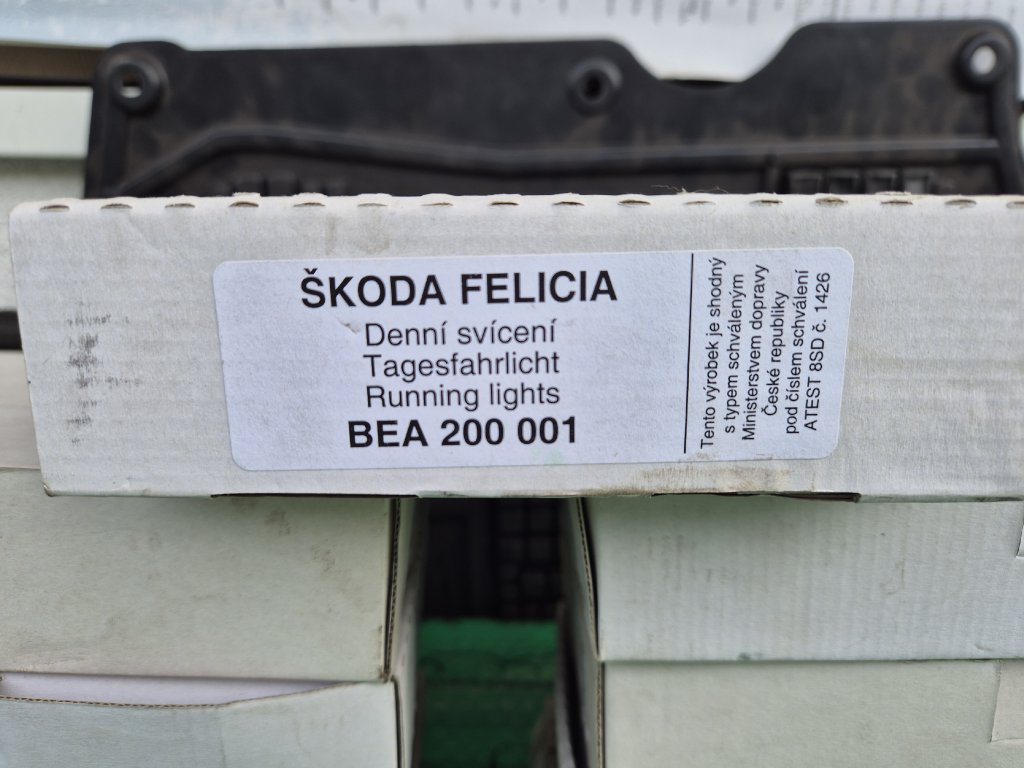 ŠKODA FELICIA
Denní svícení
Tagesfahrlicht
Running lights
BEA 200 001
Tento výrobek je shodný
s typem schváleným
Ministerstvem dopravy
České republiky
pod číslem schválení
ATEST 8SD č. 1426